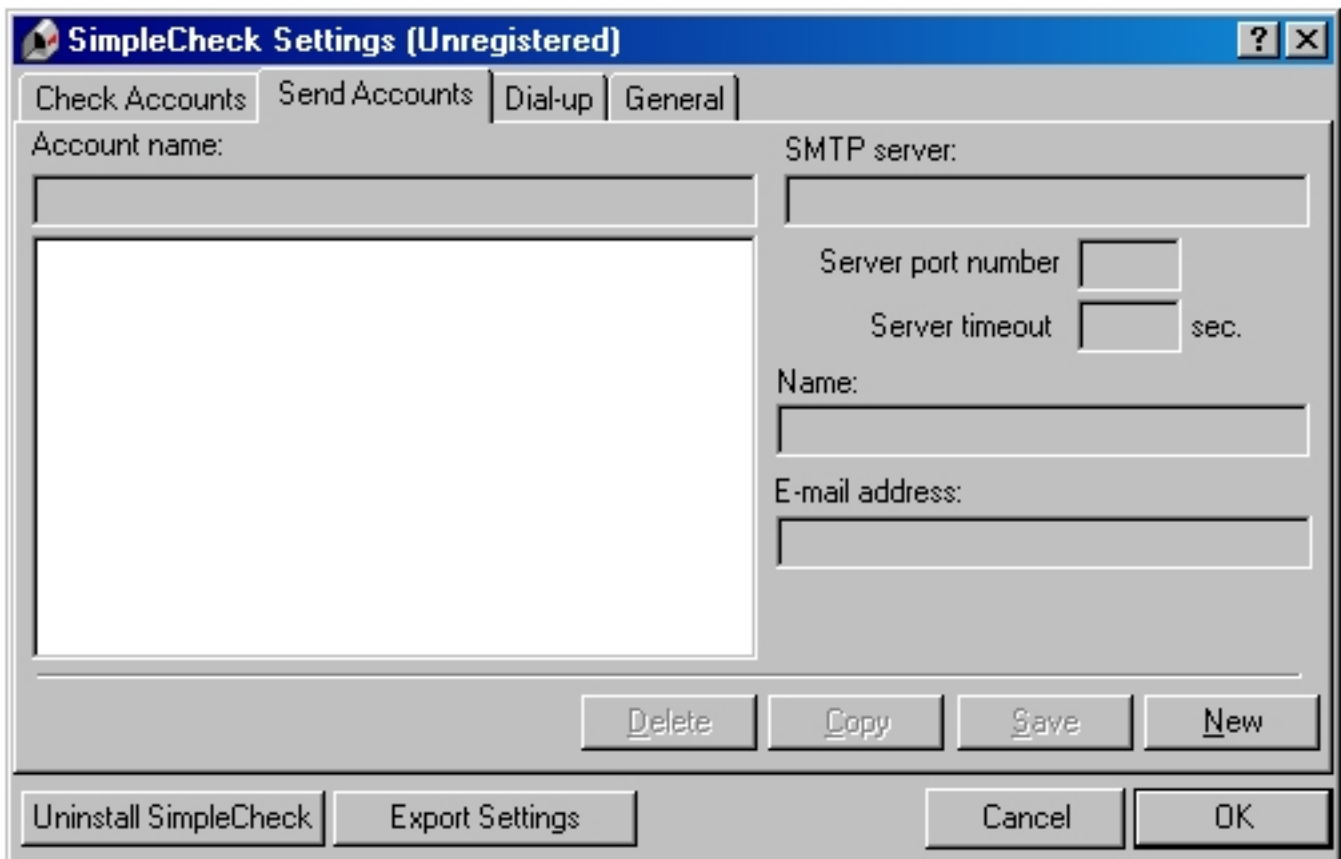 SimpleCheck Settings (Unregistered)
Check Accounts Send Accounts Dial-up General
Account name:
SMTP server:
Server port number
Server timeout sec.
Name:
E-mail address:
Delete Copy Save New
Uninstall SimpleCheck Export Settings Cancel OK